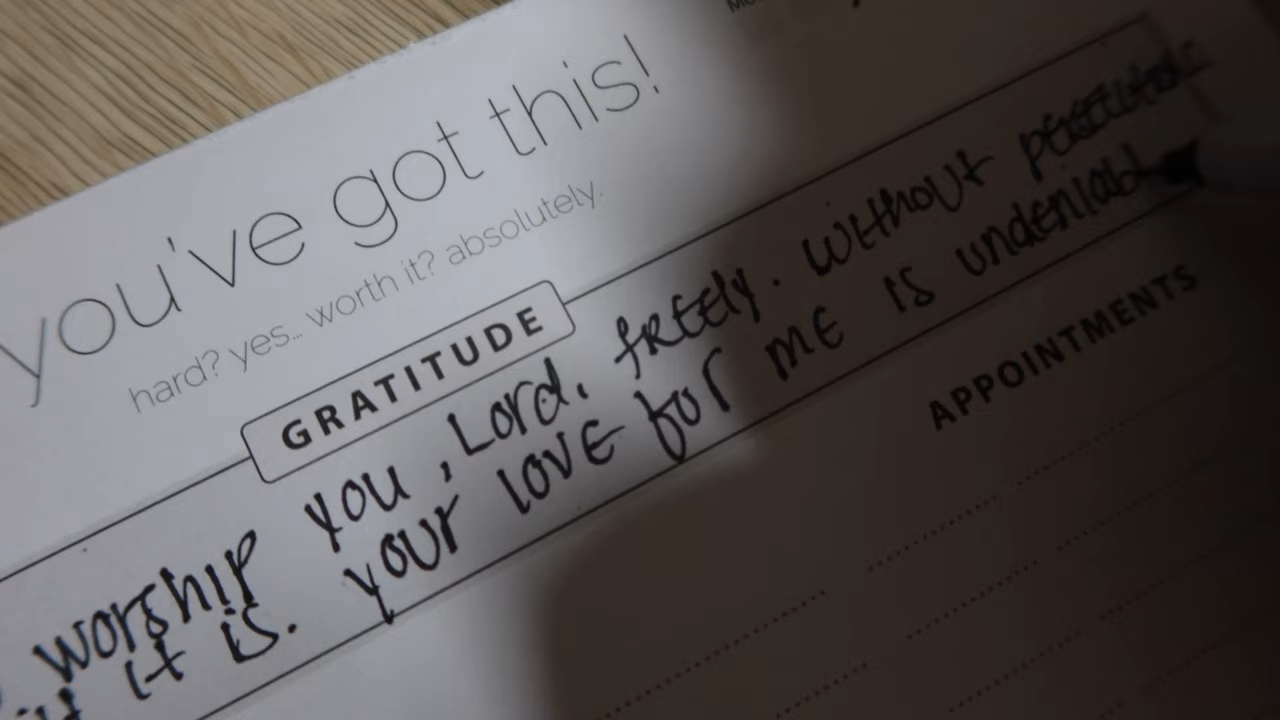 you've got this!
hard? yes... worth it? absolutely.
GRATITUDE
worship you, Lord. freely. without
it is. your love for me is undeniabl
APPOINTMENTS